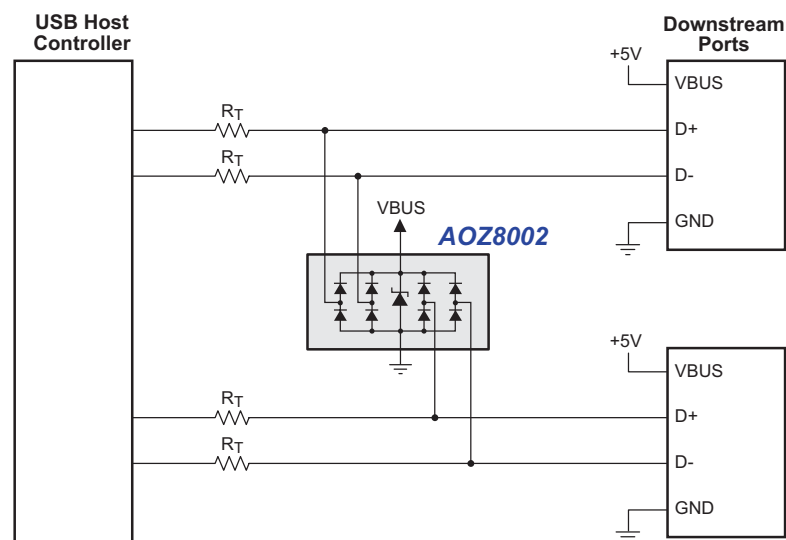 USB Host
Controller
Downstream
Ports
+5V
VBUS
RT
D+
RT
D-
VBUS
GND
AOZ8002
+5V
VBUS
RT
D+
RT
D-
GND